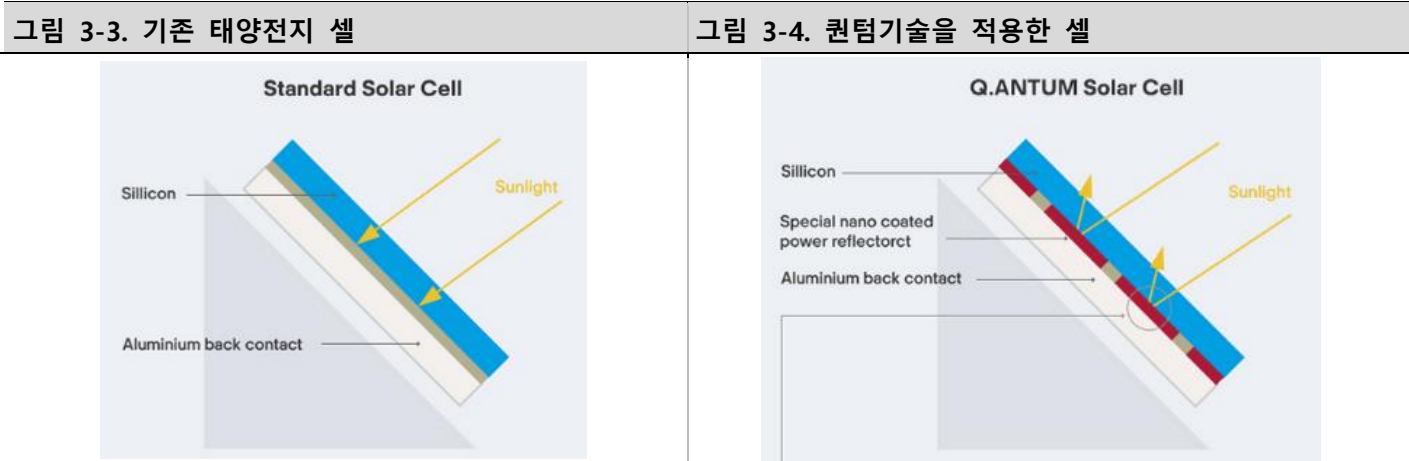 그림 3-3. 기존 태양전지 셀
그림 3-4. 퀀텀기술을 적용한 셀
Standard Solar Cell
Sillicon
Sunlight
Aluminium back contact
Q.ANTUM Solar Cell
Sillicon
Sunlight
Special nano coated
power reflectorct
Aluminium back contact